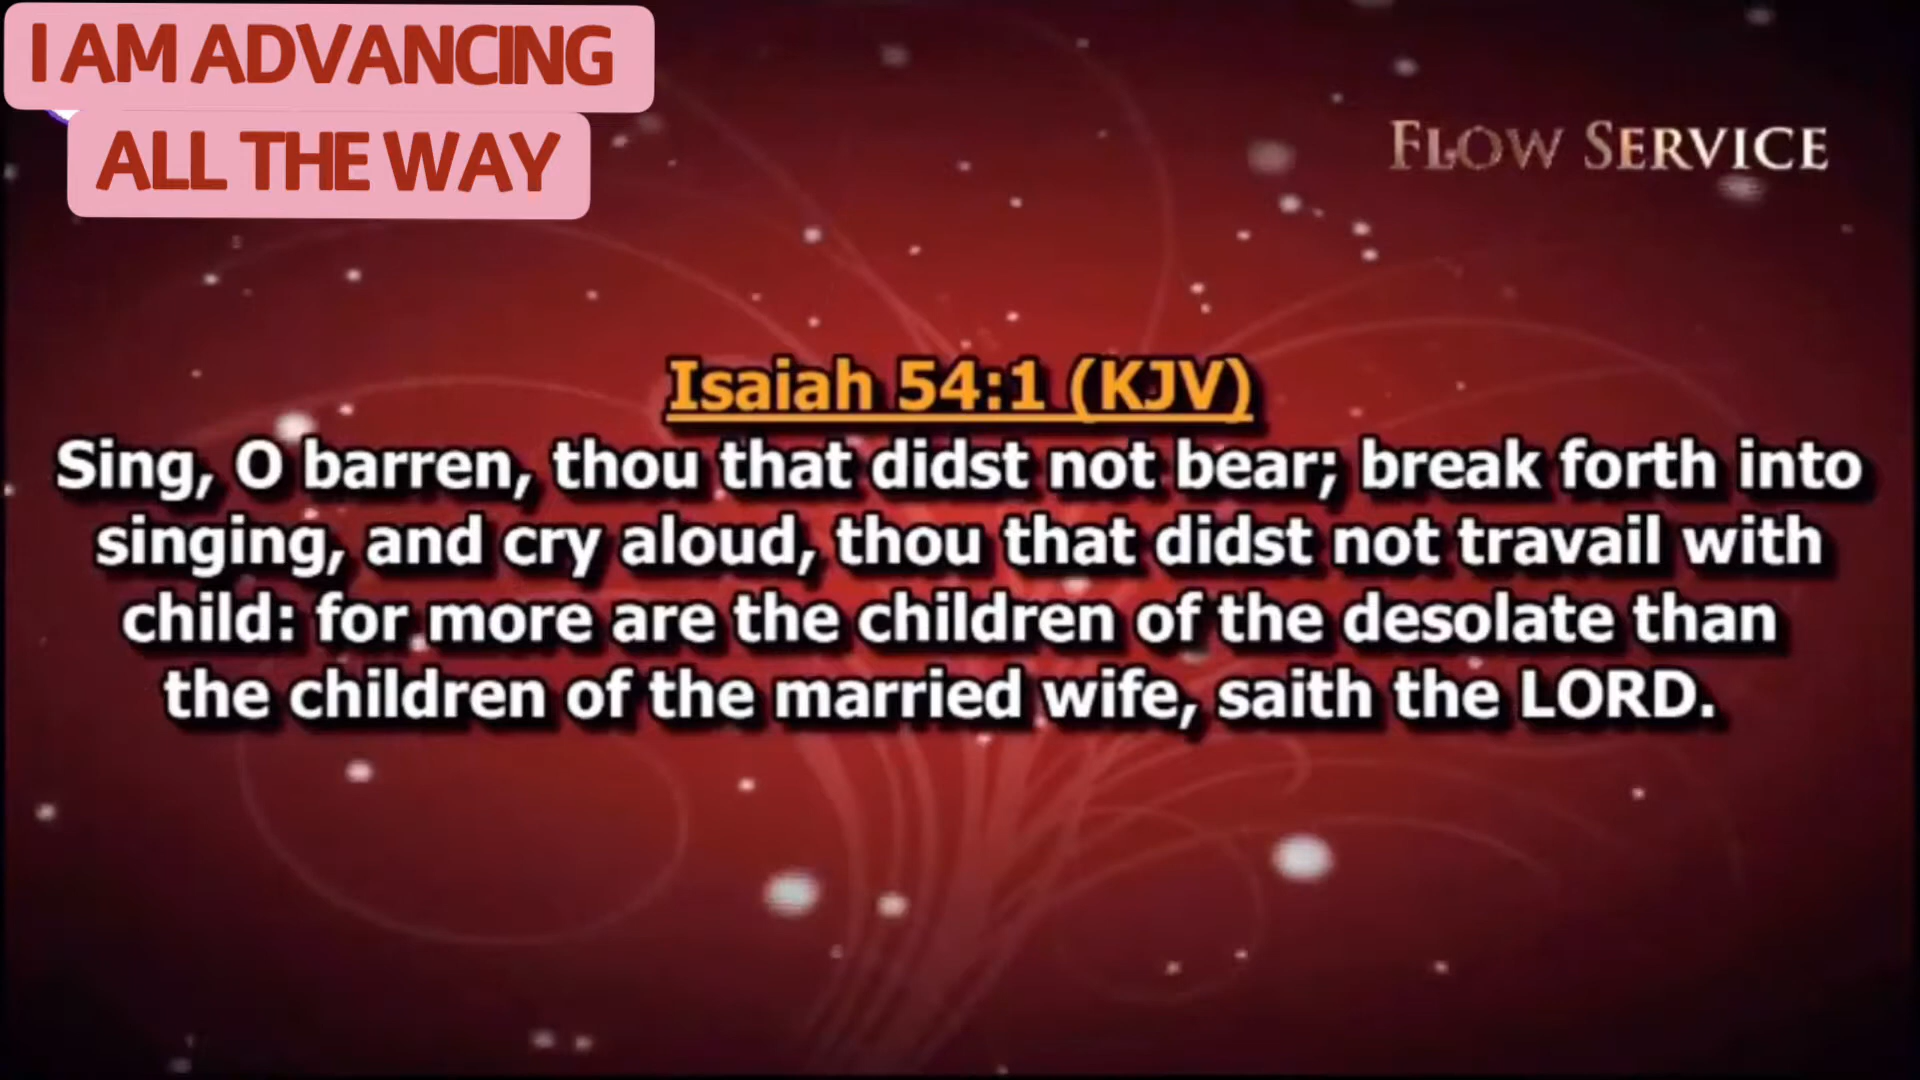 I AM ADVANCING
ALL THE WAY
FLOW SERVICE
Isaiah 54:1 (KJV)
Sing, O barren, thou that didst not bear; break forth into
singing, and cry aloud, thou that didst not travail with
child: for more are the children of the desolate than
the children of the married wife, saith the LORD.